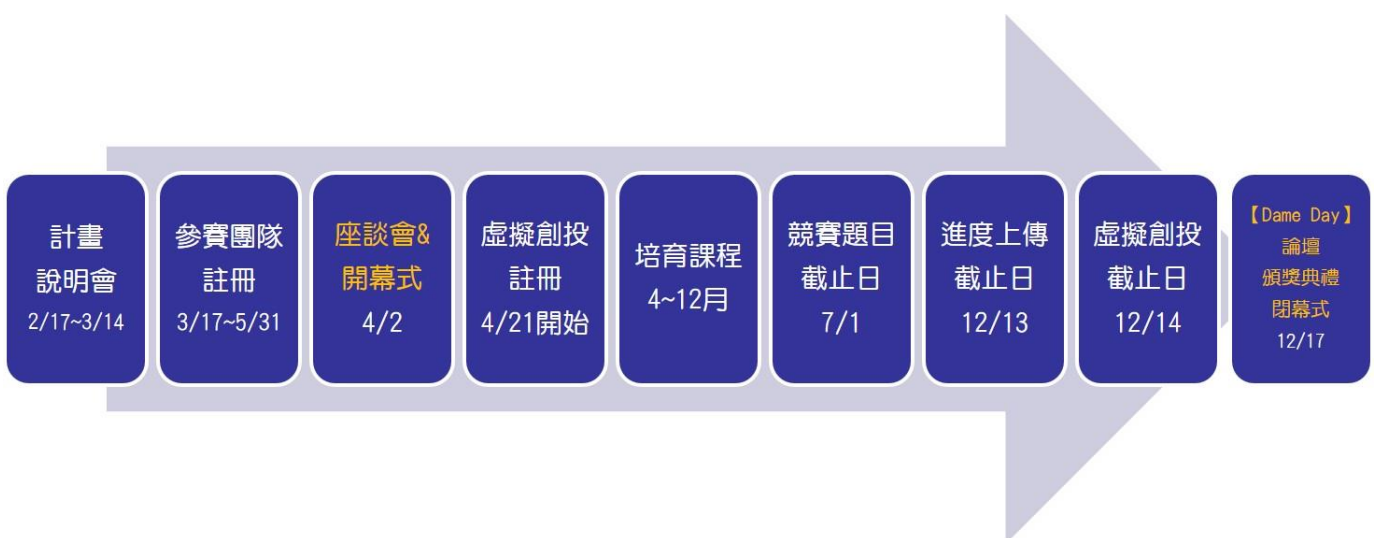 計畫
說明會
2/17~3/14
參賽團隊
註冊
3/17~5/31
座談會&
開幕式
4/2
虛擬創投
註冊
4/21開始
培育課程
4~12月
競賽題目
截止日
7/1
進度上傳
截止日
12/13
虛擬創投
截止日
12/14
【Dame Day】
論壇
頒獎典禮
閉幕式
12/17